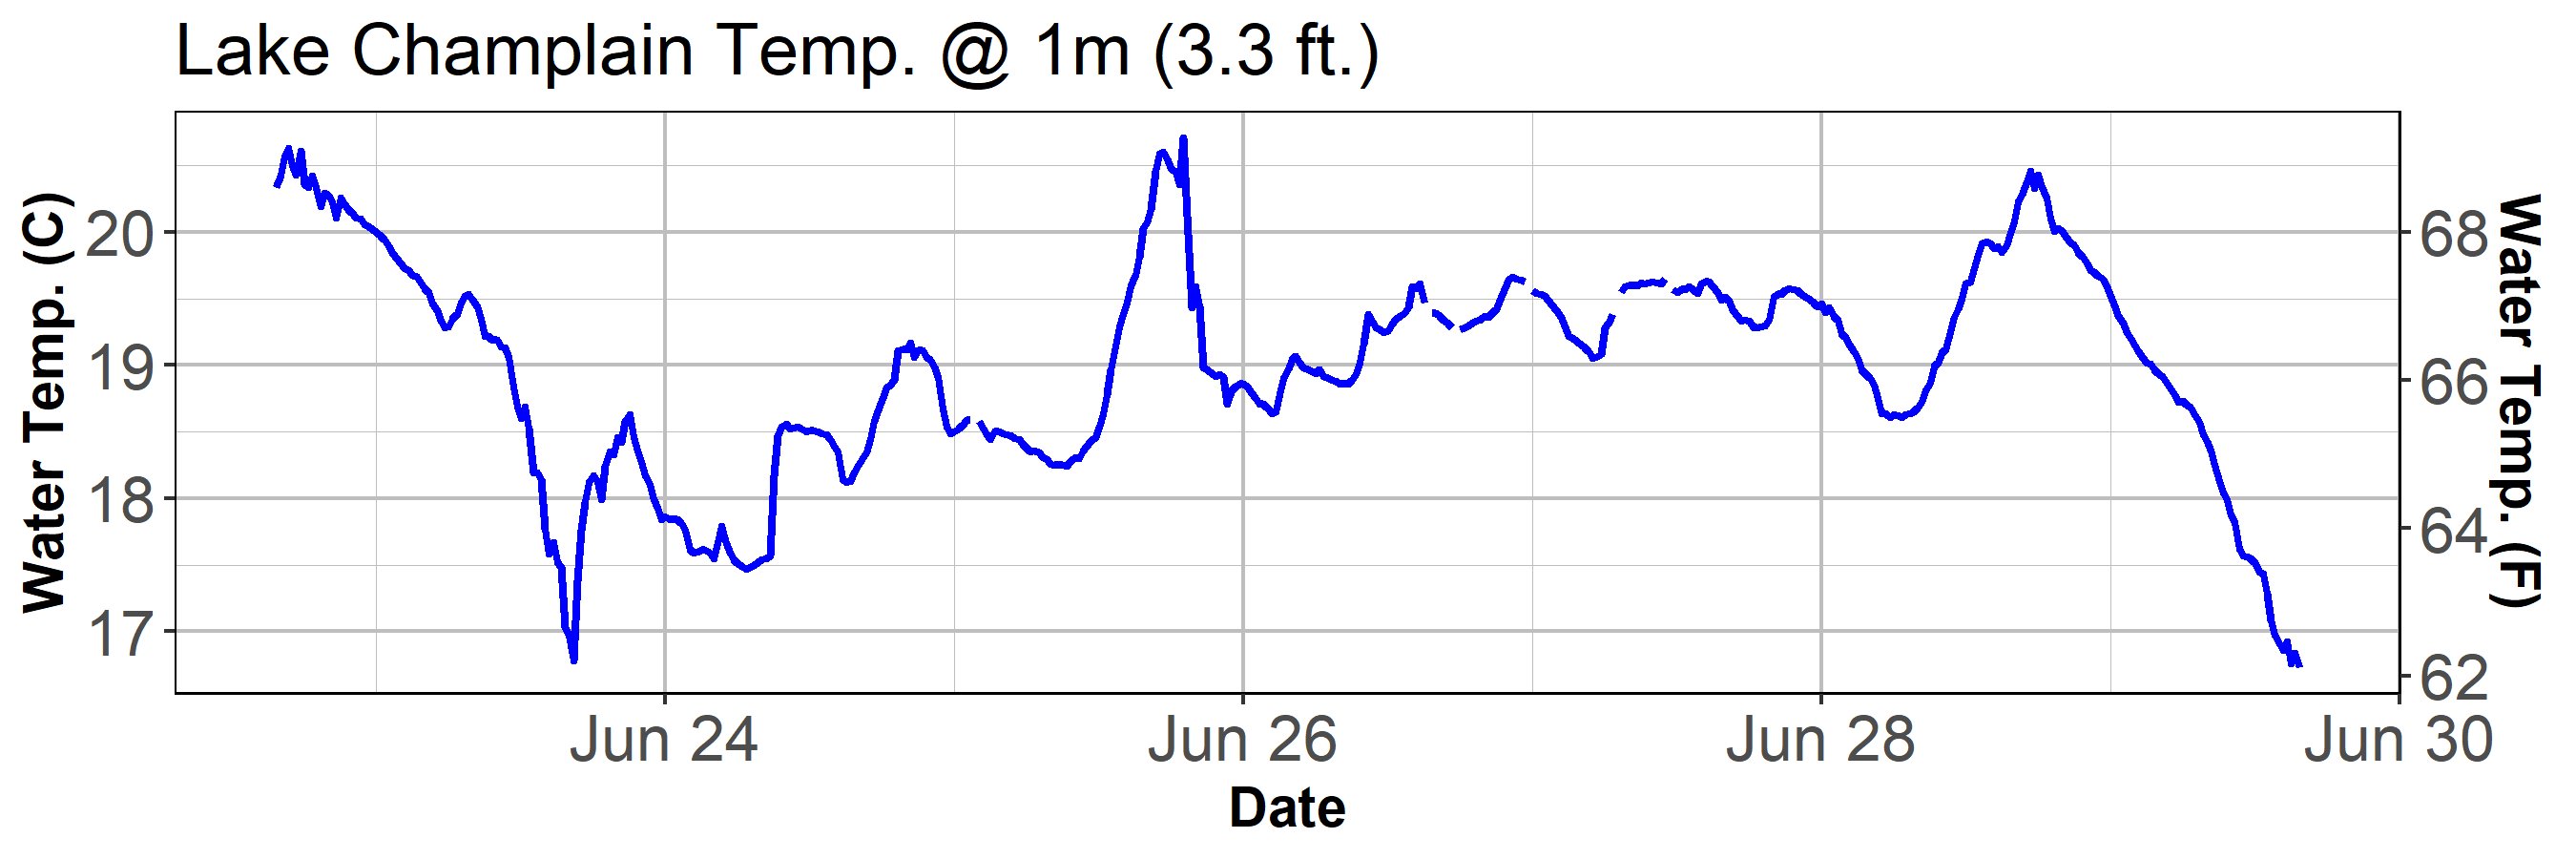 Lake Champlain Temp. @ 1m (3.3 ft.)
Water Temp. (C)
20
19
18
17
68
66
64
62
Water Temp. (F)
Jun 24
Jun 26
Jun 28
Jun 30
Date